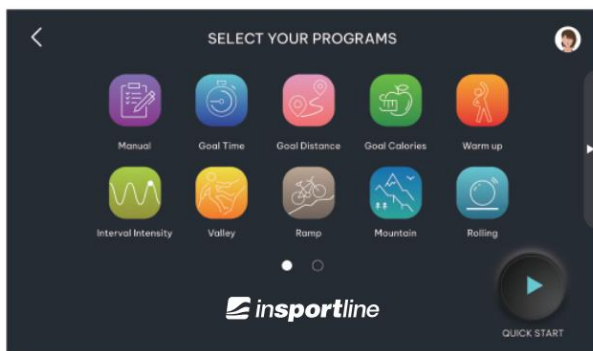 SELECT YOUR PROGRAMS
Manual Goal Time Goal Distance Goal Calories Warm up
Interval Intensity Valley Ramp Mountain Rolling
insportline
QUICK START